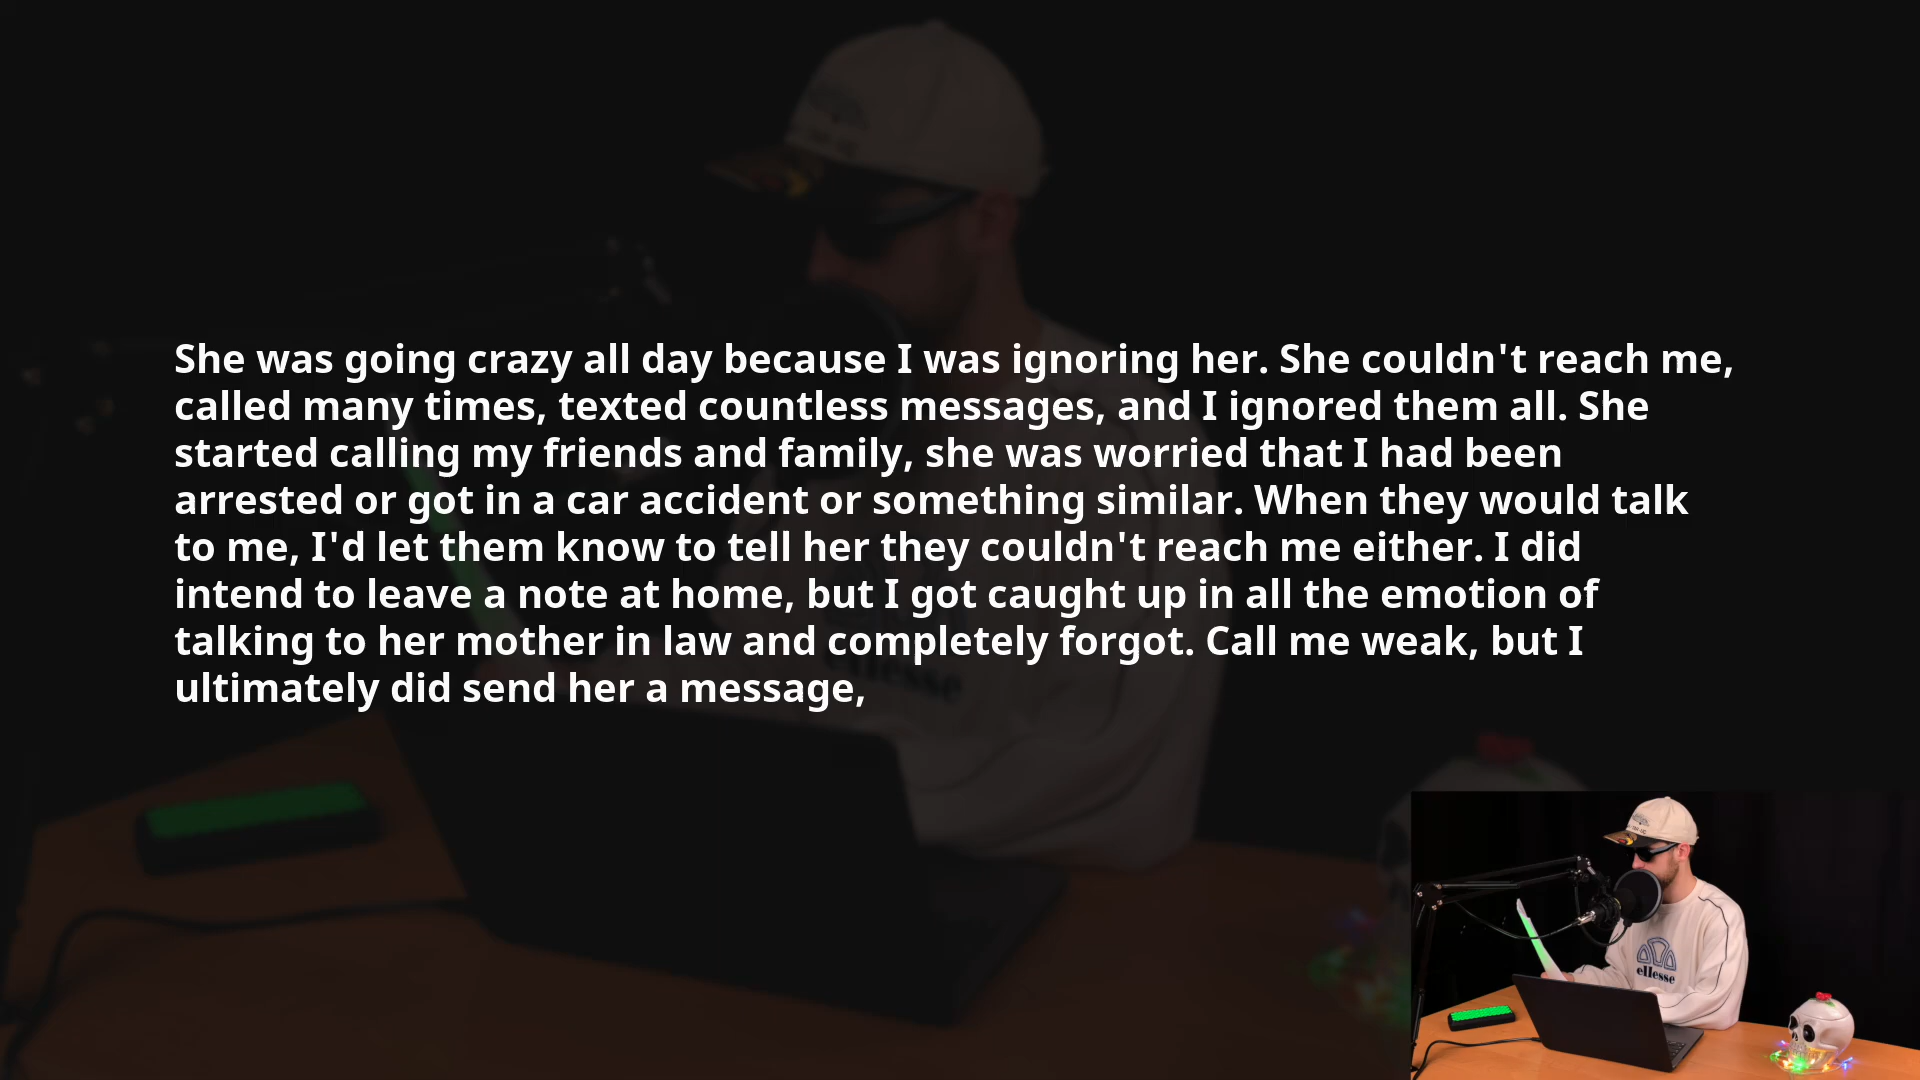 She was going crazy all day because I was ignoring her. She couldn't reach me,
called many times, texted countless messages, and I ignored them all. She
started calling my friends and family, she was worried that I had been
arrested or got in a car accident or something similar. When they would talk
to me, I'd let them know to tell her they couldn't reach me either. I did
intend to leave a note at home, but I got caught up in all the emotion of
talking to her mother in law and completely forgot. Call me weak, but I
ultimately did send her a message,
ellesse
ellesse